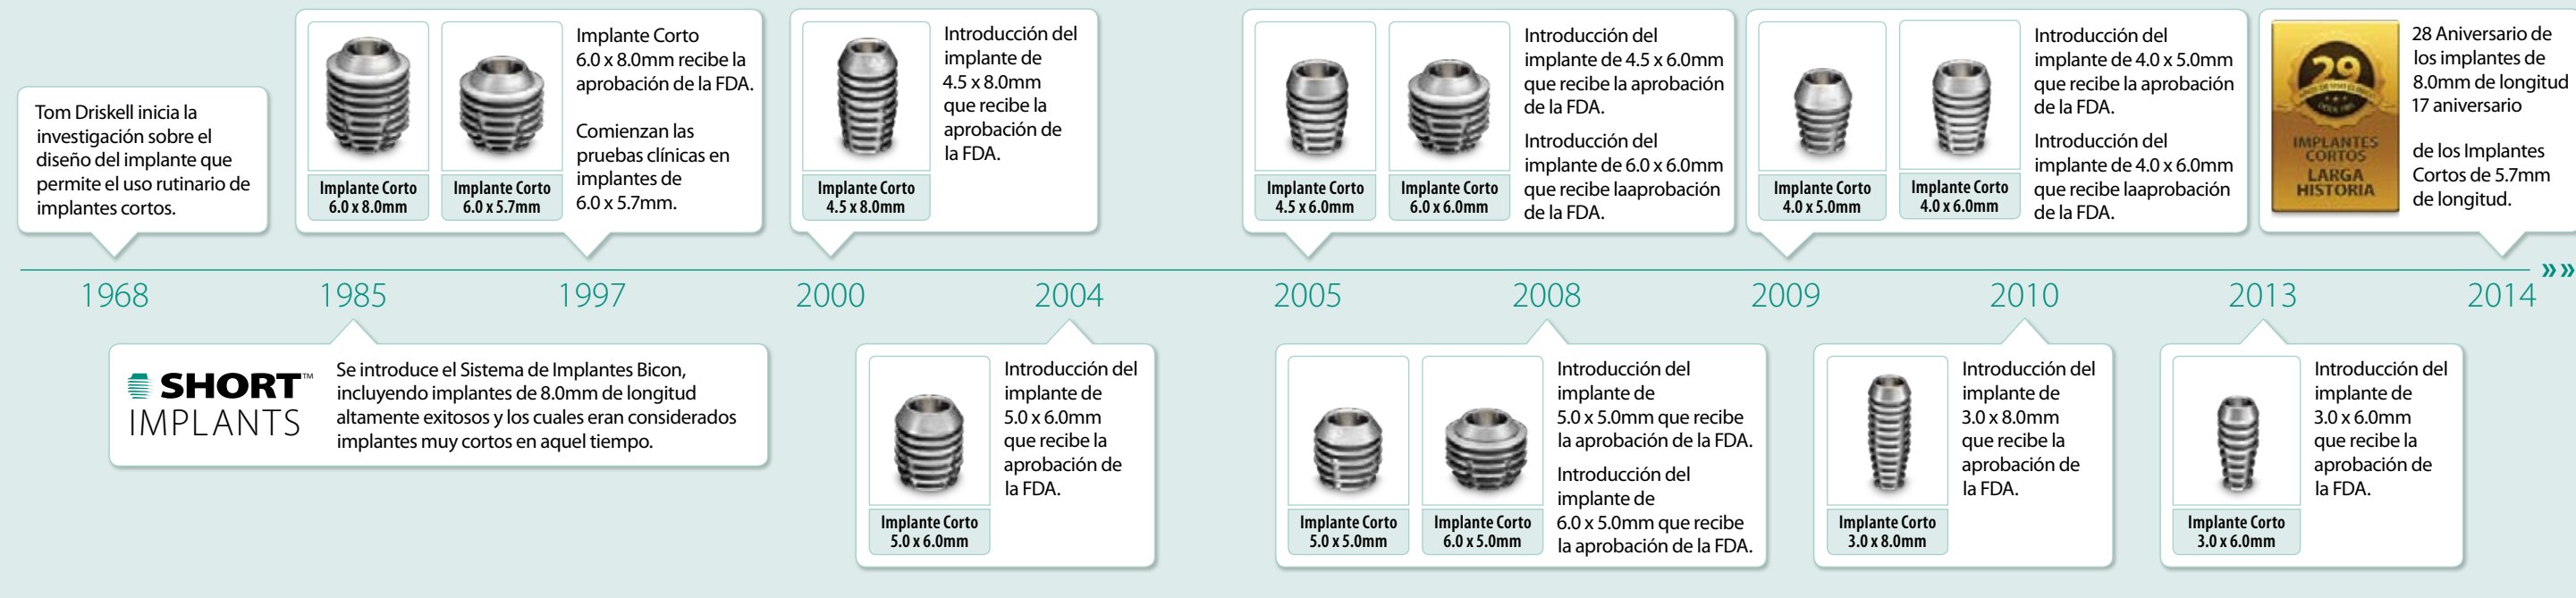 Tom Driskell inicia la
investigación sobre el
diseño del implante que
permite el uso rutinario de
implantes cortos.
Implante Corto
6.0 x 8.0mm
Implante Corto
6.0 x 5.7mm
Implante Corto
6.0 x 8.0mm recibe la
aprobación de la FDA.
Comienzan las
pruebas clínicas en
implantes de
6.0 x 5.7mm.
Implante Corto
4.5 x 8.0mm
Introducción del
implante de
4.5 x 8.0mm
que recibe la
aprobación de
la FDA.
Implante Corto
4.5 x 6.0mm
Implante Corto
6.0 x 6.0mm
Introducción del
implante de 4.5 x 6.0mm
que recibe la aprobación
de la FDA.
Introducción del
implante de 6.0 x 6.0mm
que recibe laaprobación
de la FDA.
Implante Corto
4.0 x 5.0mm
Implante Corto
4.0 x 6.0mm
Introducción del
implante de 4.0 x 5.0mm
que recibe la aprobación
de la FDA.
Introducción del
implante de 4.0 x 6.0mm
que recibe laaprobación
de la FDA.
29
IMPLANTES
CORTOS
LARGA
HISTORIA
28 Aniversario de
los implantes de
8.0mm de longitud
17 aniversario
de los Implantes
Cortos de 5.7mm
de longitud.
1968 1985 1997 2000 2004 2005 2008 2009 2010 2013 2014 »»
SHORT™
IMPLANTS
Se introduce el Sistema de Implantes Bicon,
incluyendo implantes de 8.0mm de longitud
altamente exitosos y los cuales eran considerados
implantes muy cortos en aquel tiempo.
Implante Corto
5.0 x 6.0mm
Introducción del
implante de
5.0 x 6.0mm
que recibe la
aprobación de
la FDA.
Implante Corto
5.0 x 5.0mm
Implante Corto
6.0 x 5.0mm
Introducción del
implante de
5.0 x 5.0mm que recibe
la aprobación de la FDA.
Introducción del
implante de
6.0 x 5.0mm que recibe
la aprobación de la FDA.
Implante Corto
3.0 x 8.0mm
Introducción del
implante de
3.0 x 8.0mm
que recibe la
aprobación de
la FDA.
Implante Corto
3.0 x 6.0mm
Introducción del
implante de
3.0 x 6.0mm
que recibe la
aprobación de
la FDA.